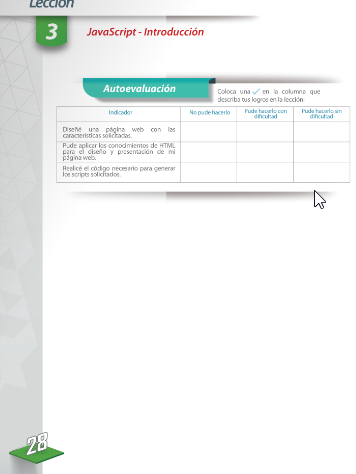 Lección
3
JavaScript - Introducción
Autoevaluación
Coloca una ✓ en la columna que
describa tus logros en la lección:
Indicador
No pude hacerlo
Pude hacerlo con
dificultad
Pude hacerlo sin
dificultad
Diseñé una página web con las
características solicitadas.
Pude aplicar los conocimientos de HTML
para el diseño y presentación de mi
página web.
Realicé el código necesario para generar
los scripts solicitados.
28